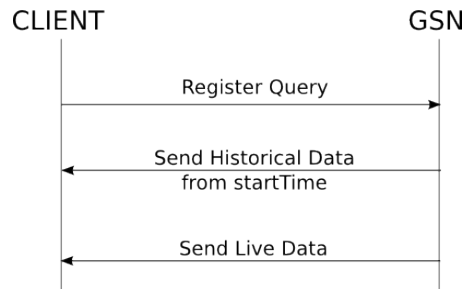 CLIENT GSN
Register Query
Send Historical Data
from startTime
Send Live Data